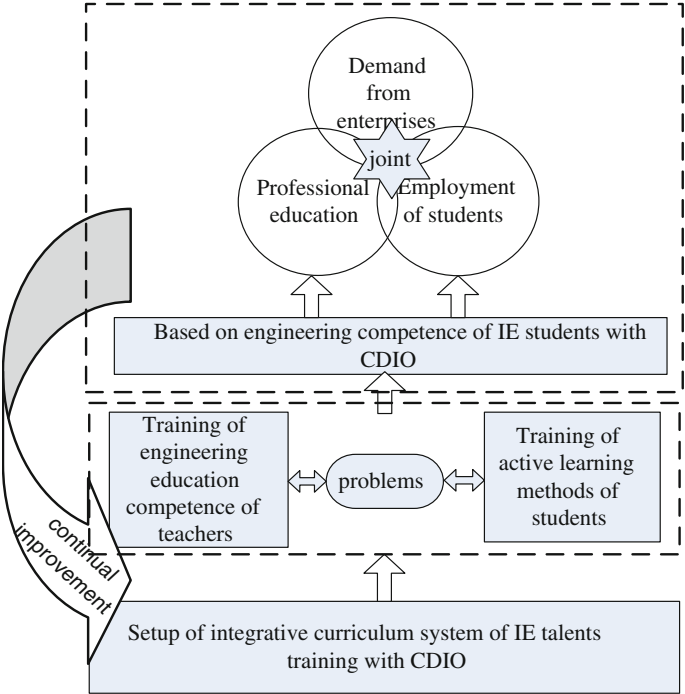 Demand
from
enterprises
joint
Professional
education
Employment
of students
Based on engineering competence of IE students with
CDIO
Training of
engineering
education
competence of
teachers
problems
Training of
active learning
methods of
students
continual
improvement
Setup of integrative curriculum system of IE talents
training with CDIO